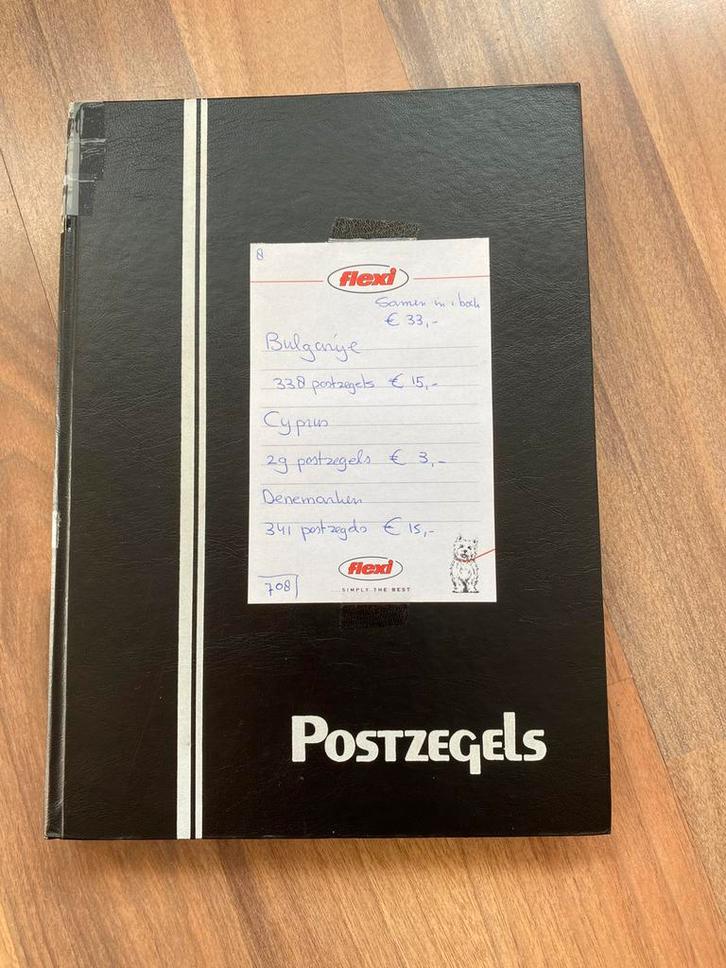 8
flexi
Samen in 1 boek
€ 33,-
Bulgarije
338 postzegels € 15,-
Cyprus
29 postzegels € 3,-
Denemarken
341 postzegels € 15,-
flexi
...SIMPLY THE BEST
708
POSTZEGELS